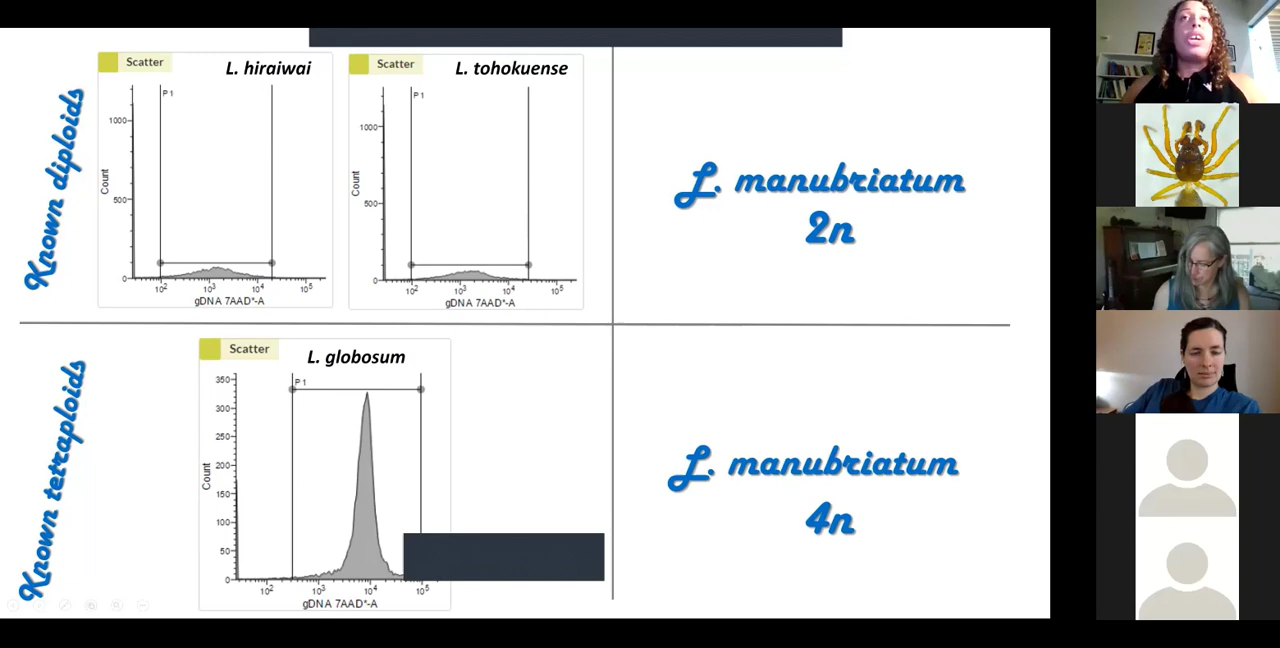 Known diploids
Scatter
L. hiraiwai
P 1
1000
500
0
Count
10²
10³
10⁴
10⁵
gDNA 7AAD*-A
Scatter
L. tohokuense
P 1
1000
500
0
Count
10²
10³
10⁴
10⁵
gDNA 7AAD*-A
L. manubriatum
2n
Known tetraploids
Scatter
L. globosum
P 1
350
300
250
200
150
100
50
0
Count
10²
10³
10⁴
10⁵
gDNA 7AAD*-A
L. manubriatum
4n